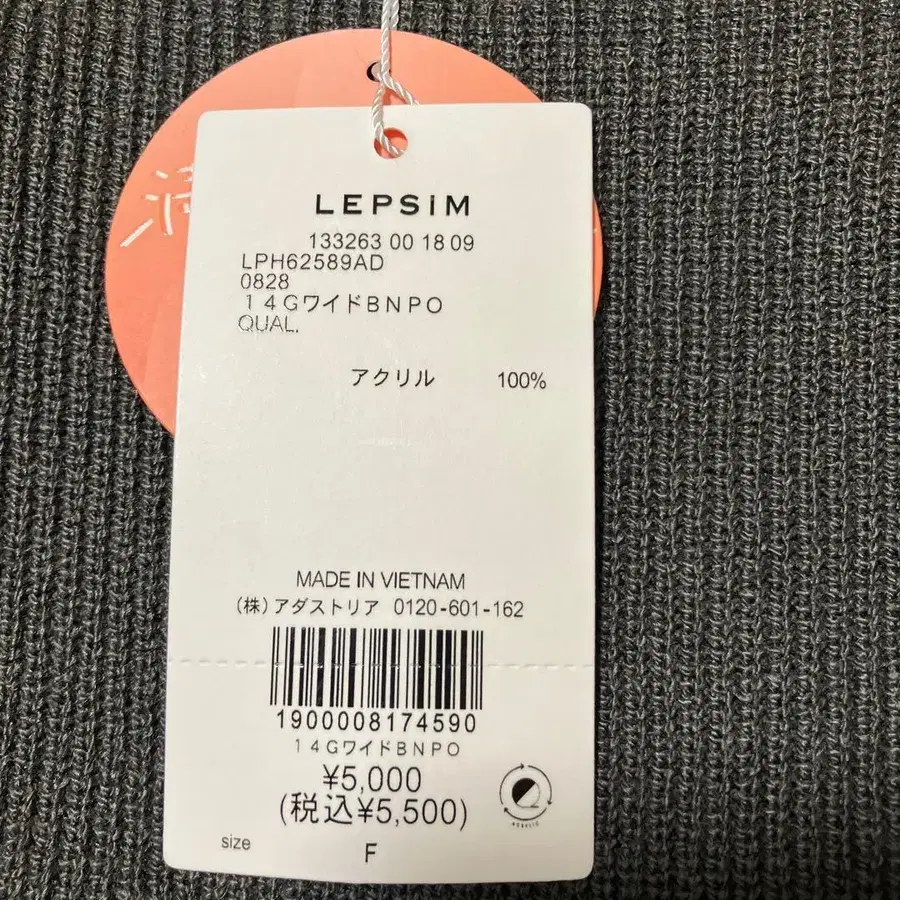 LEPSIM
133263 00 18 09
LPH62589AD
0828
１４ＧワイドＢＮＰＯ
QUAL.
アクリル 100%
MADE IN VIETNAM
（株）アダストリア 0120-601-162
1900008174590
１４ＧワイドＢＮＰＯ
¥5,000
(税込¥5,500)
size F